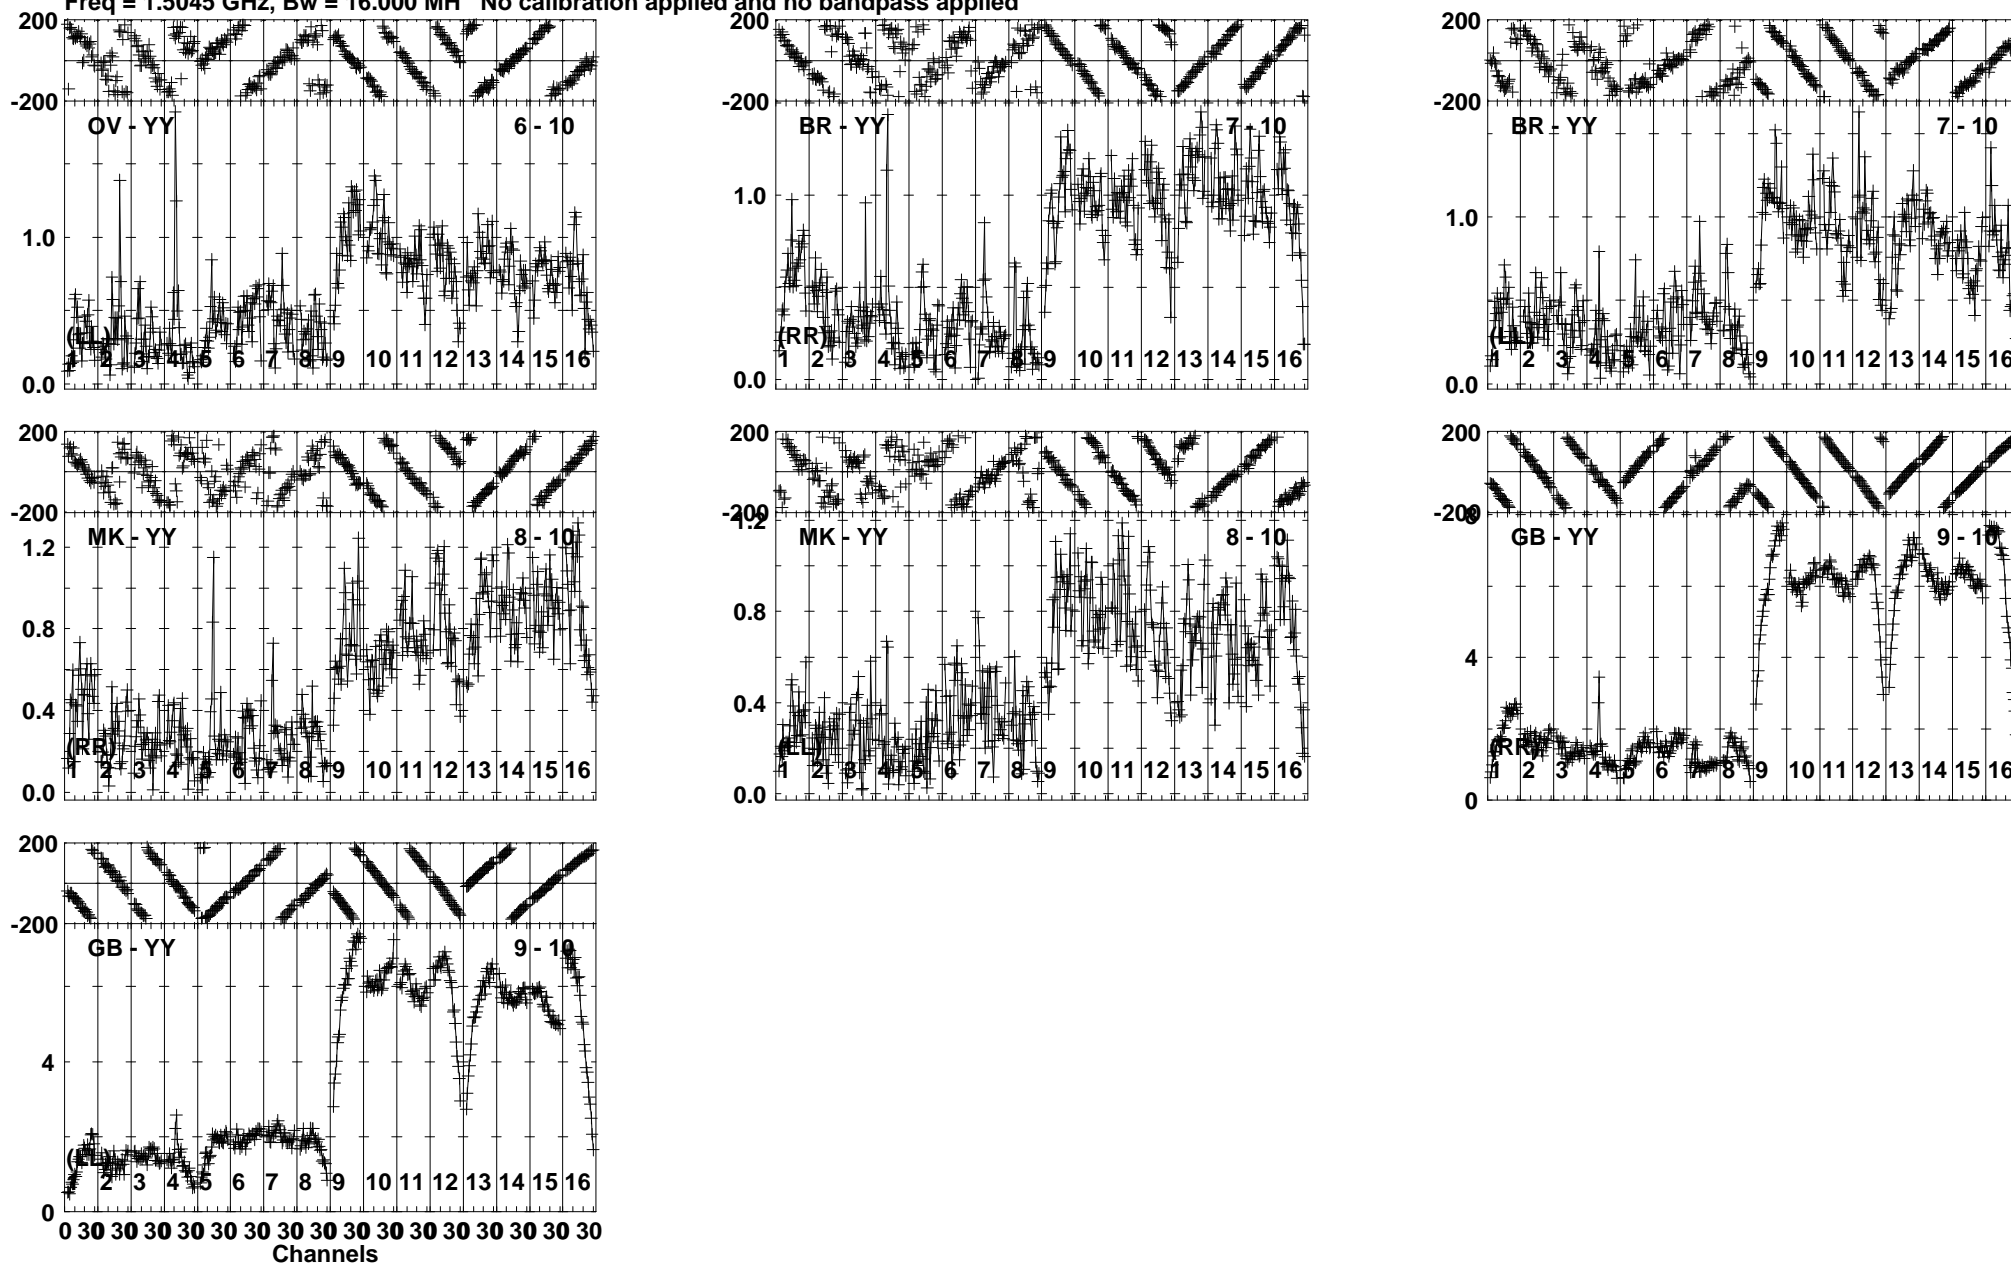 Freq = 1.5045 GHz, Bw = 16.000 MH No calibration applied and no bandpass applied
200 200 200
-200 -200 -200
OV - YY 6 - 10 BR - YY 7 - 10 BR - YY 7 - 10
1.0 1.0 1.0
(LL) (RR) (LL)
1 2 3 4 5 6 7 8 9 10 11 12 13 14 15 16 1 2 3 4 5 6 7 8 9 10 11 12 13 14 15 16 1 2 3 4 5 6 7 8 9 10 11 12 13 14 15 16
0.0 0.0 0.0
200 200 200
-200 -200 -200
1.2 8
MK - YY 8 - 10 MK - YY 8 - 10 GB - YY 9 - 10
1.2
0.8 0.8 4
0.4 0.4
(RR) (LL) (RR)
1 2 3 4 5 6 7 8 9 10 11 12 13 14 15 16 1 2 3 4 5 6 7 8 9 10 11 12 13 14 15 16 1 2 3 4 5 6 7 8 9 10 11 12 13 14 15 16
0.0 0.0 0
200
-200
GB - YY 9 - 10
4
(LL)
1 2 3 4 5 6 7 8 9 10 11 12 13 14 15 16
0
0 30 30 30 30 30 30 30 30 30 30 30 30 30 30 30 30
Channels